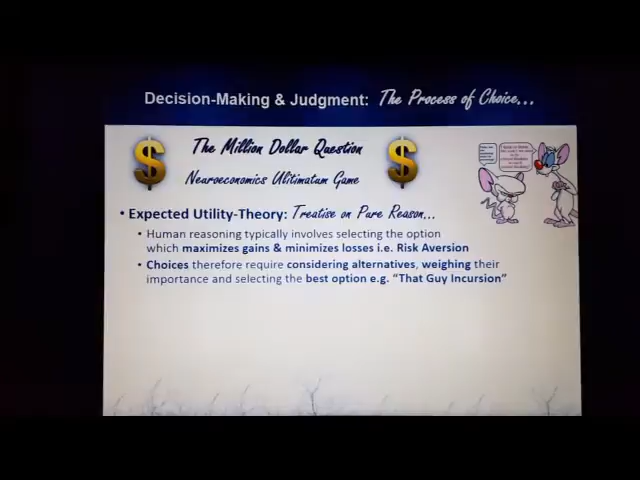 Decision-Making & Judgment: The Process of Choice...
$ The Million Dollar Question $
Neuroeconomics Ulitimatum Game
• Expected Utility-Theory: Treatise on Pure Reason...
• Human reasoning typically involves selecting the option
which maximizes gains & minimizes losses i.e. Risk Aversion
• Choices therefore require considering alternatives, weighing their
importance and selecting the best option e.g. “That Guy Incursion”